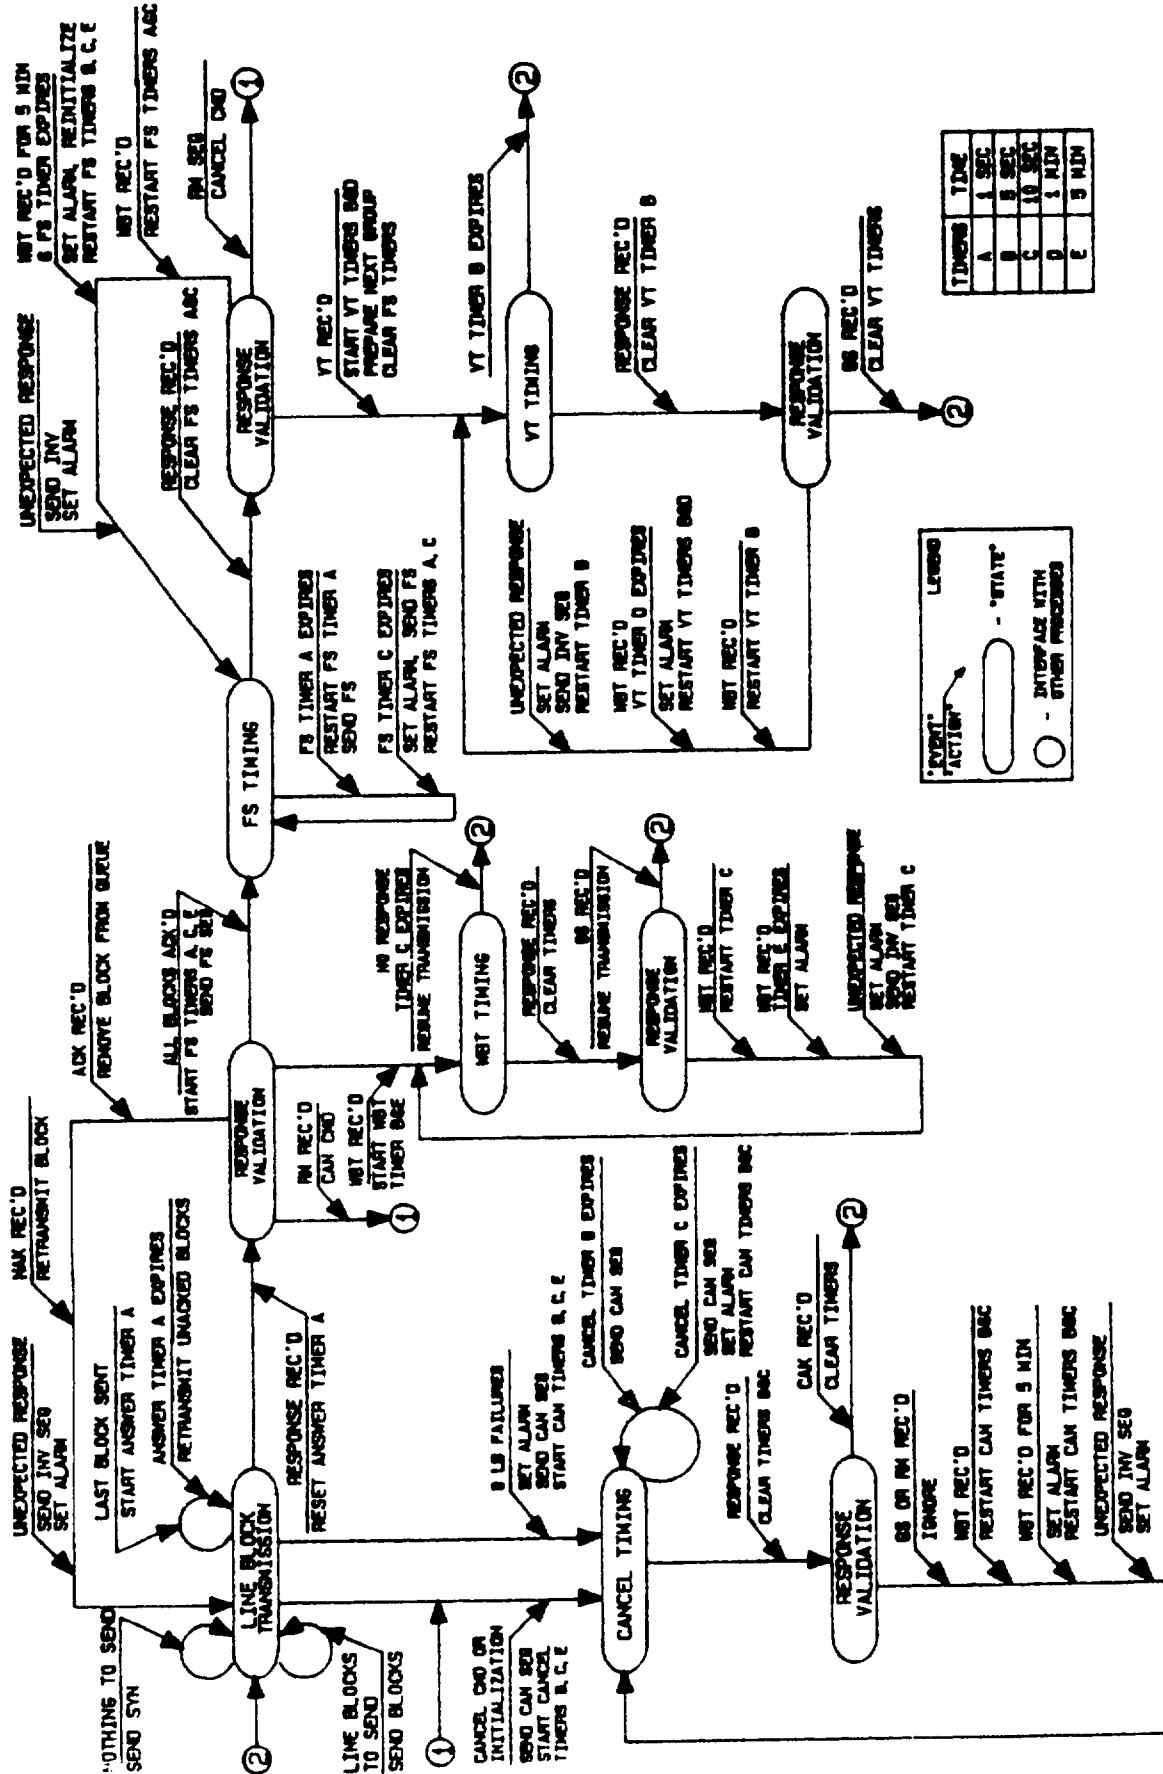 NOTHING TO SEND
SEND SYN
UNEXPECTED RESPONSE
SEND INV SEQ
SET ALARM
NAK REC'D
RETRANSMIT BLOCK
LAST BLOCK SENT
START ANSWER TIMER A
ANSWER TIMER A EXPIRES
RETRANSMIT UNACKED BLOCKS
ACK REC'D
REMOVE BLOCK FROM QUEUE
2
LINE BLOCK
TRANSMISSION
LINE BLOCKS
TO SEND
SEND BLOCKS
RESPONSE REC'D
RESET ANSWER TIMER A
RESPONSE
VALIDATION
ALL BLOCKS ACK'D
START FS TIMERS A, C, E
SEND FS SEQ
FS TIMING
UNEXPECTED RESPONSE
SEND INV
SET ALARM
WBT REC'D FOR 5 MIN
& FS TIMER EXPIRES
SET ALARM, REINITIALIZE
RESTART FS TIMERS B, C, E
WBT REC'D
RESTART FS TIMERS A&C
RESPONSE REC'D
CLEAR FS TIMERS A&C
RESPONSE
VALIDATION
RM SEQ
CANCEL CMD
1
FS TIMER A EXPIRES
RESTART FS TIMER A
SEND FS
FS TIMER C EXPIRES
SET ALARM, SEND FS
RESTART FS TIMERS A, C
VT REC'D
START VT TIMERS B&D
PREPARE NEXT GROUP
CLEAR FS TIMERS
1
CANCEL CMD OR
INITIALIZATION
SEND CAN SEQ
START CANCEL
TIMERS B, C, E
8 LB FAILURES
SET ALARM
SEND CAN SEQ
START CAN TIMERS B, C, E
RM REC'D
CAN CMD
1
WBT REC'D
START WBT
TIMER B&E
NO RESPONSE
TIMER C EXPIRES
RESUME TRANSMISSION
WBT TIMING
2
VT TIMING
VT TIMER B EXPIRES
2
CANCEL TIMER B EXPIRES
SEND CAN SEQ
CANCEL TIMER C EXPIRES
SEND CAN SEQ
SET ALARM
RESTART CAN TIMERS B&C
CANCEL TIMING
RESPONSE REC'D
CLEAR TIMERS
GS REC'D
RESUME TRANSMISSION
RESPONSE
VALIDATION
2
UNEXPECTED RESPONSE
SET ALARM
SEND INV SEQ
RESTART TIMER B
WBT REC'D
VT TIMER D EXPIRES
SET ALARM
RESTART VT TIMERS B&D
WBT REC'D
RESTART VT TIMER B
RESPONSE REC'D
CLEAR VT TIMER B
RESPONSE
VALIDATION
GS REC'D
CLEAR VT TIMERS
2
RESPONSE REC'D
CLEAR TIMERS B&C
WBT REC'D
RESTART TIMER C
WBT REC'D
TIMER E EXPIRES
SET ALARM
UNEXPECTED RESPONSE
SET ALARM
SEND INV SEQ
RESTART TIMER C
RESPONSE
VALIDATION
CAK REC'D
CLEAR TIMERS
2
GS OR RM REC'D
IGNORE
WBT REC'D
RESTART CAN TIMERS B&C
WBT REC'D FOR 5 MIN
SET ALARM
RESTART CAN TIMERS B&C
UNEXPECTED RESPONSE
SEND INV SEQ
SET ALARM
LEGEND
"EVENT"
"ACTION"
- "STATE"
- INTERFACE WITH
OTHER PROCESSES
TIMERS TIME
A 1 SEC
B 5 SEC
C 10 SEC
D 1 MIN
E 5 MIN